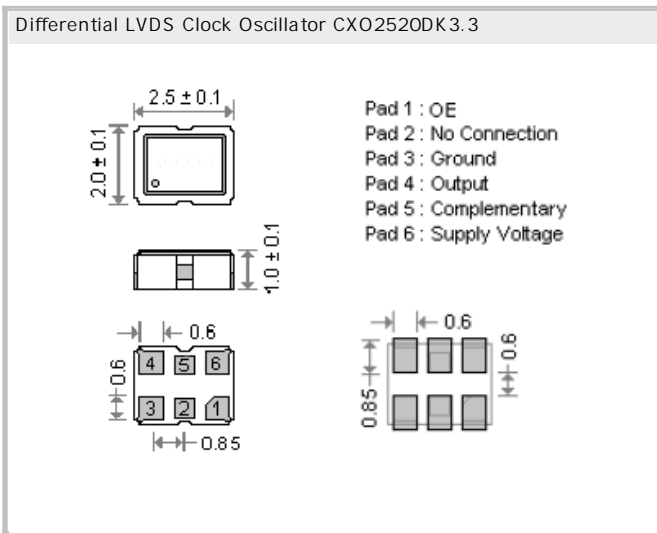 Differential LVDS Clock Oscillator CXO2520DK3.3
2.5 ± 0.1
2.0 ± 0.1
1.0 ± 0.1
Pad 1 : OE
Pad 2 : No Connection
Pad 3 : Ground
Pad 4 : Output
Pad 5 : Complementary
Pad 6 : Supply Voltage
0.6
0.6
4 5 6
3 2 1
0.85
0.6
0.6
0.85